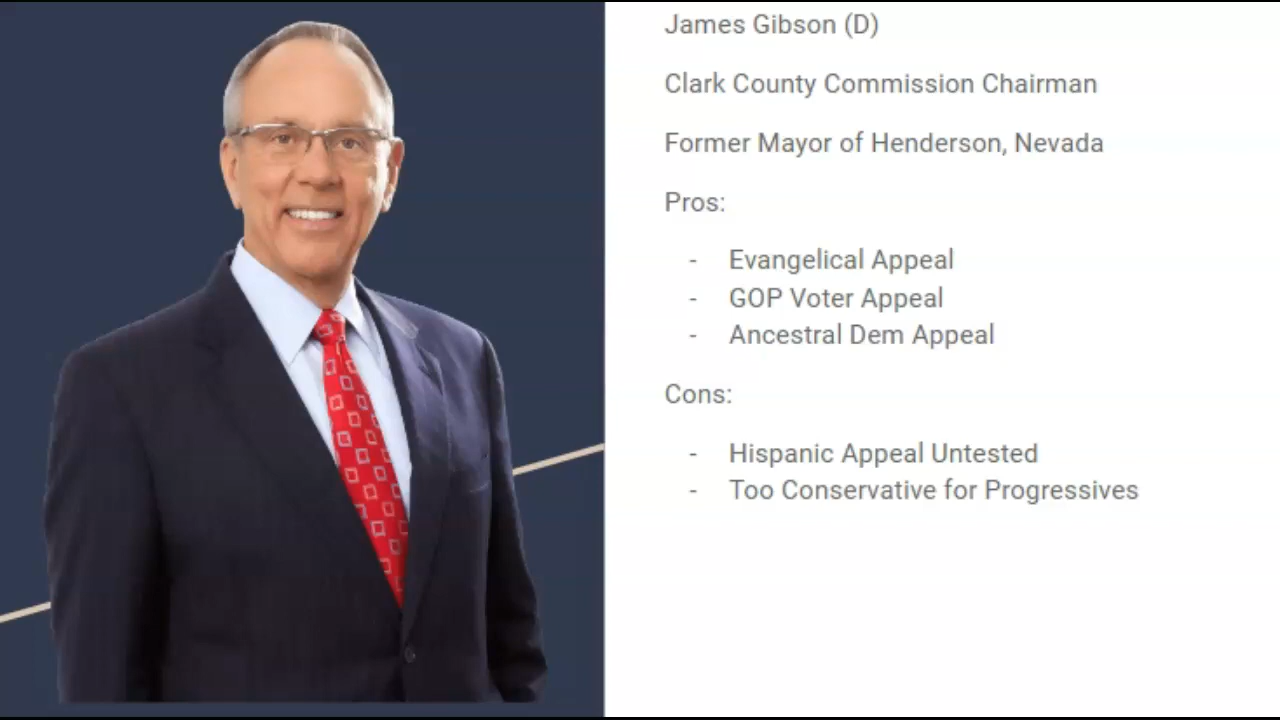 James Gibson (D)
Clark County Commission Chairman
Former Mayor of Henderson, Nevada
Pros:
- Evangelical Appeal
- GOP Voter Appeal
- Ancestral Dem Appeal
Cons:
- Hispanic Appeal Untested
- Too Conservative for Progressives